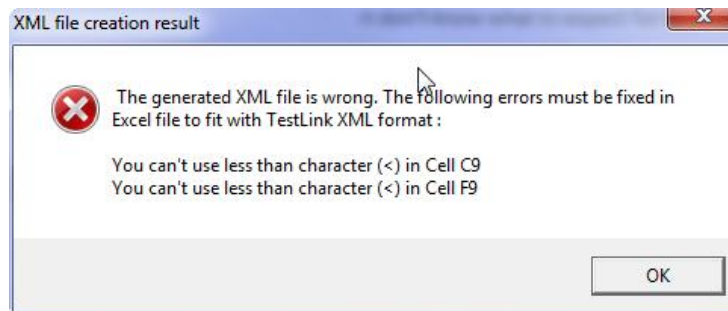 XML file creation result
The generated XML file is wrong. The following errors must be fixed in
Excel file to fit with TestLink XML format :
You can't use less than character (<) in Cell C9
You can't use less than character (<) in Cell F9
OK